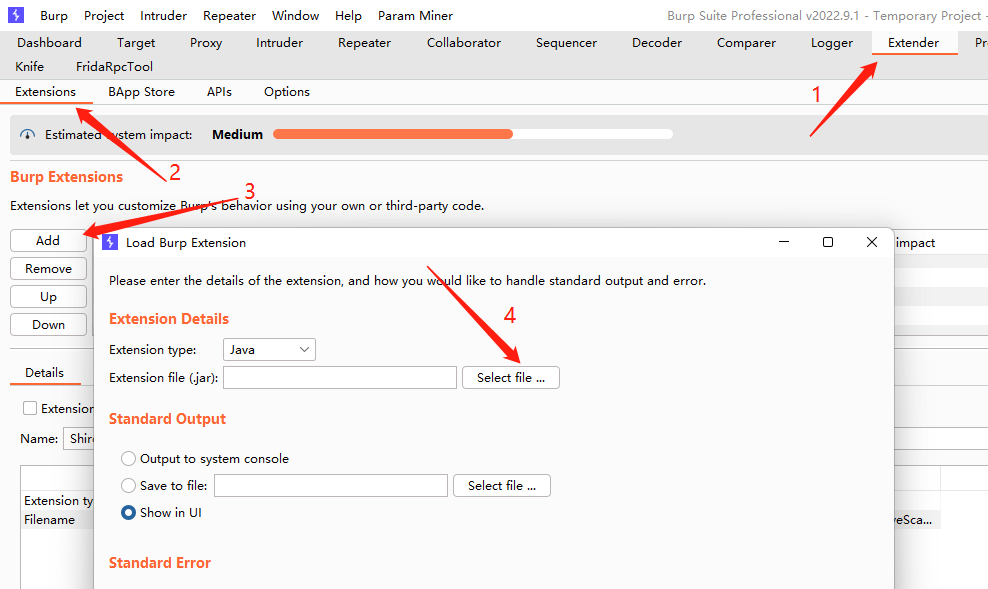 Burp Project Intruder Repeater Window Help Param Miner Burp Suite Professional v2022.9.1 - Temporary Project -
Dashboard Target Proxy Intruder Repeater Collaborator Sequencer Decoder Comparer Logger Extender Pr
Knife FridaRpcTool
Extensions BApp Store APIs Options
1
Estimated system impact: Medium
2
Burp Extensions
3
Extensions let you customize Burp's behavior using your own or third-party code.
Add
Load Burp Extension
impact
Remove
Please enter the details of the extension, and how you would like to handle standard output and error.
Up
Extension Details
4
Down
Extension type: Java
Details
Extension file (.jar): Select file ...
Extension
Standard Output
Name: Shir
Output to system console
Save to file: Select file ...
Extension ty
Show in UI
Filename
veSca...
Standard Error